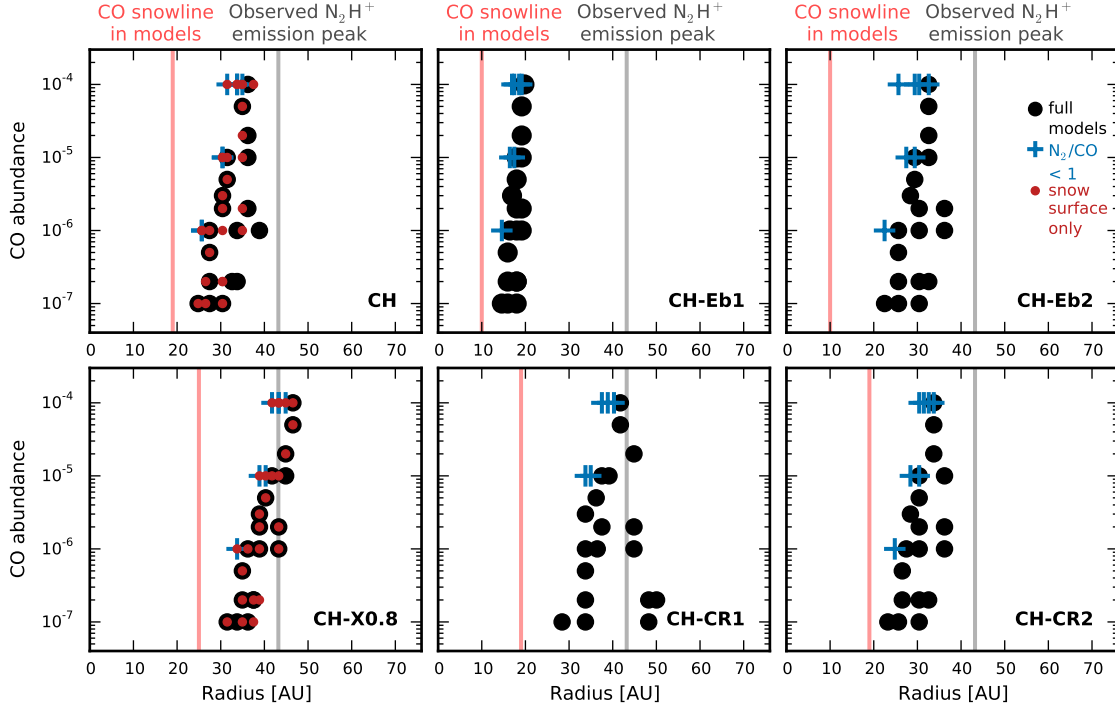 CO snowline Observed N₂H⁺ CO snowline Observed N₂H⁺ CO snowline Observed N₂H⁺
in models emission peak in models emission peak in models emission peak
10⁻⁴
10⁻⁵
10⁻⁶
10⁻⁷
CO abundance
CH
CH-Eb1
full
models
N₂/CO
< 1
snow
surface
only
CH-Eb2
0 10 20 30 40 50 60 70 0 10 20 30 40 50 60 70 0 10 20 30 40 50 60 70
10⁻⁴
10⁻⁵
10⁻⁶
10⁻⁷
CO abundance
CH-X0.8
CH-CR1
CH-CR2
0 10 20 30 40 50 60 70 0 10 20 30 40 50 60 70 0 10 20 30 40 50 60 70
Radius [AU] Radius [AU] Radius [AU]